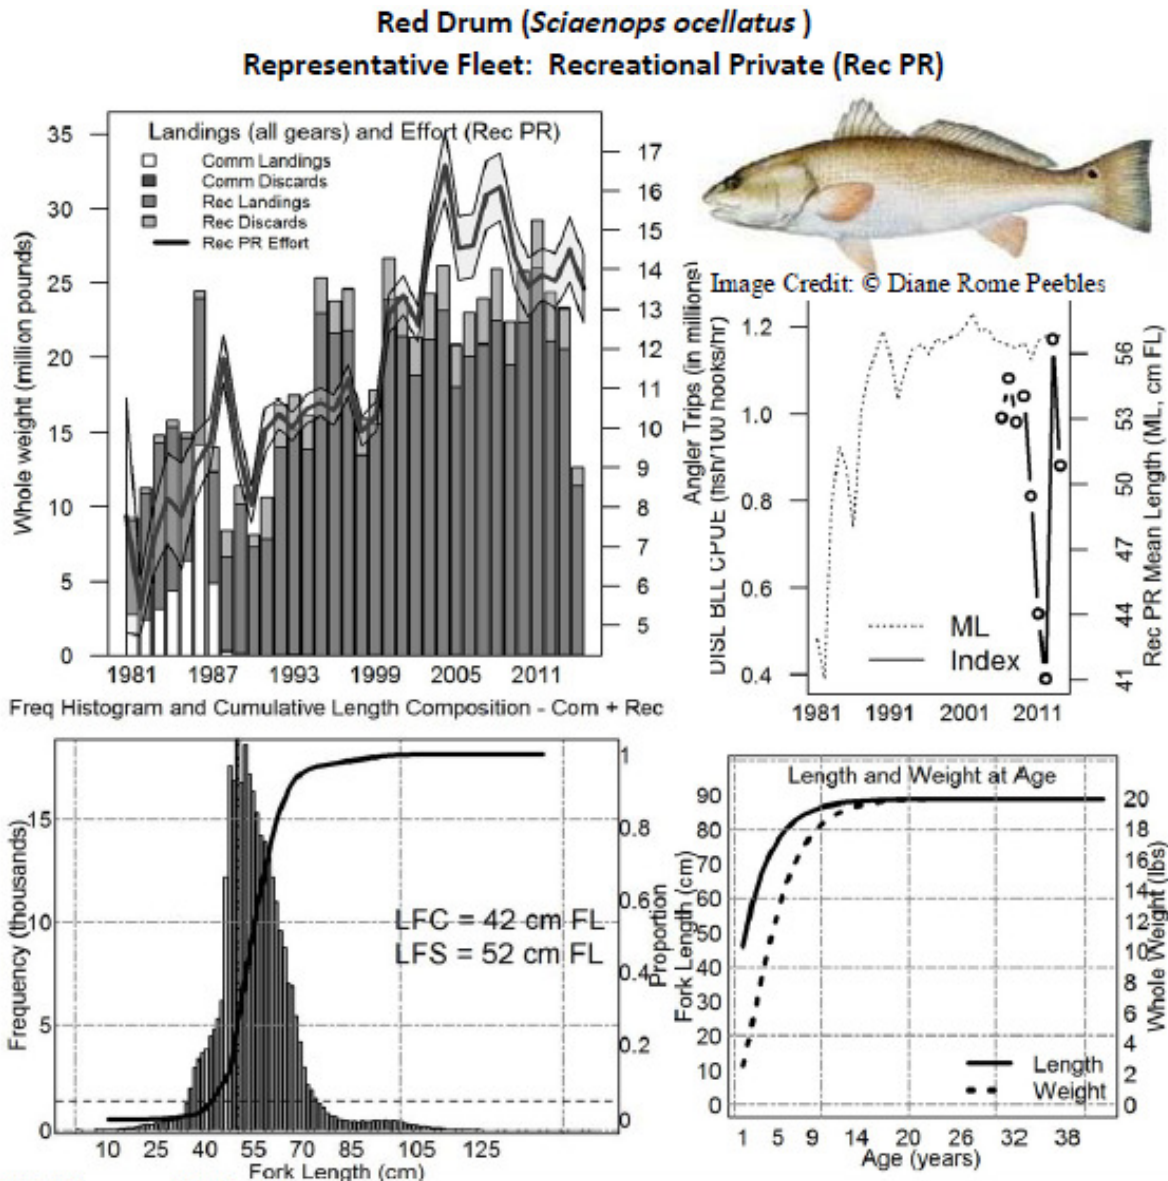 Red Drum (Sciaenops ocellatus )
Representative Fleet: Recreational Private (Rec PR)
Landings (all gears) and Effort (Rec PR)
Comm Landings
Comm Discards
Rec Landings
Rec Discards
Rec PR Effort
Whole weight (million pounds)
35
30
25
20
15
10
5
0
17
16
15
14
13
12
11
10
9
8
7
6
5
Angler Trips (in millions)
1981 1987 1993 1999 2005 2011
Image Credit: © Diane Rome Peebles
DISL BLL CPUE (fish/100 hooks/hr)
1.2
1.0
0.8
0.6
0.4
56
53
50
47
44
41
Rec PR Mean Length (ML, cm FL)
ML
Index
1981 1991 2001 2011
Freq Histogram and Cumulative Length Composition - Com + Rec
Frequency (thousands)
15
10
5
0
LFC = 42 cm FL
LFS = 52 cm FL
1
0.8
0.6
0.4
0.2
0
Proportion
10 25 40 55 70 85 105 125
Fork Length (cm)
Length and Weight at Age
Fork Length (cm)
90
80
70
60
50
40
30
20
10
0
20
18
16
14
12
10
8
6
4
2
0
Whole Weight (lbs)
Length
Weight
1 5 9 14 20 26 32 38
Age (years)